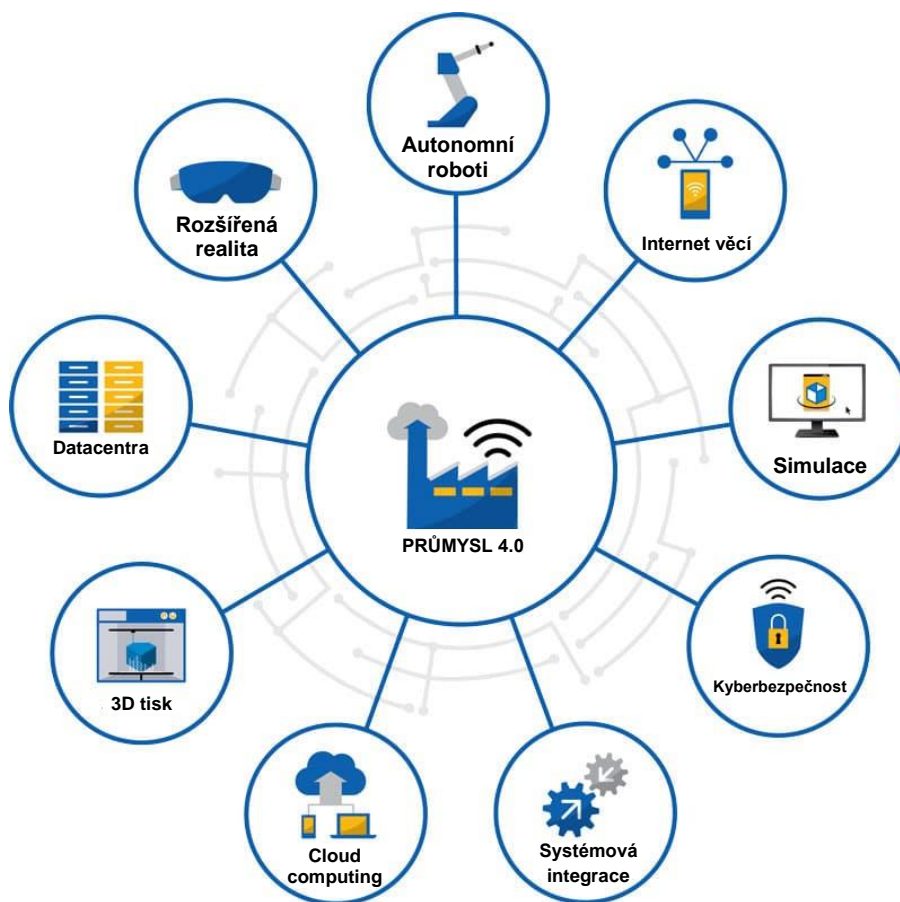 Autonomní
roboti
Internet věcí
Simulace
Kyberbezpečnost
Systémová
integrace
Cloud
computing
3D tisk
Datacentra
Rozšířená
realita
PRŮMYSL 4.0